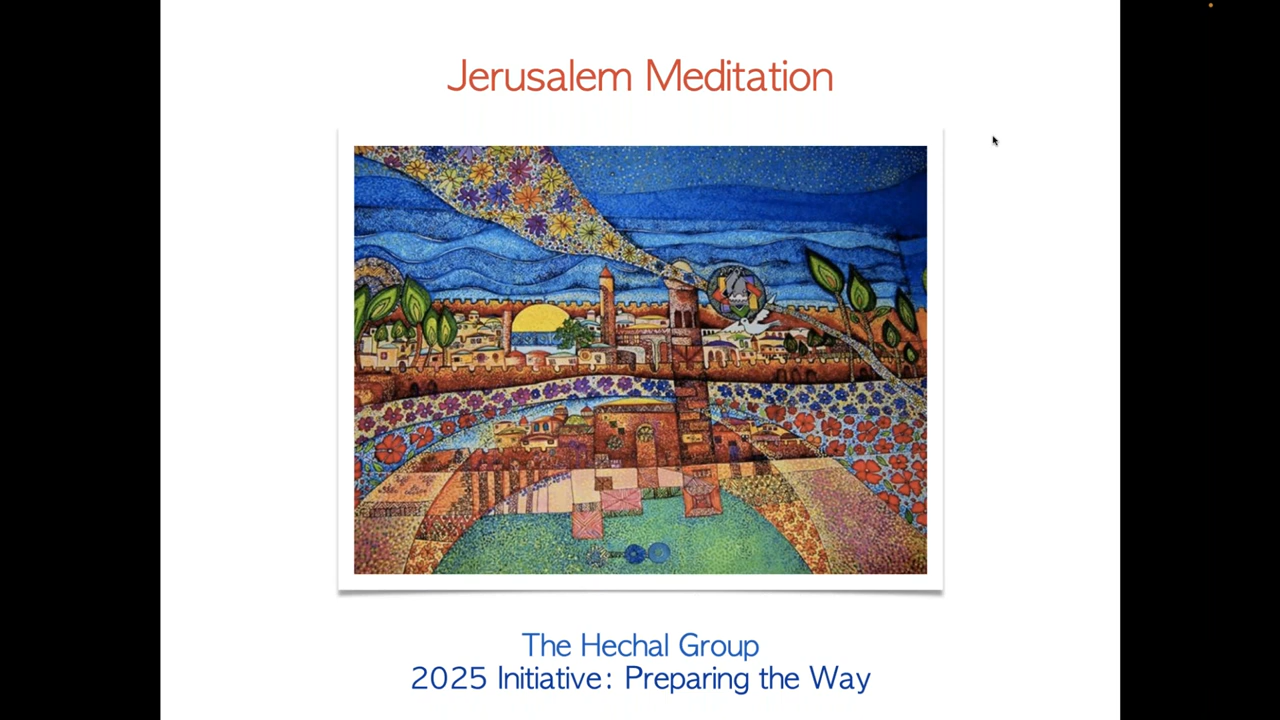 Jerusalem Meditation
The Hechal Group
2025 Initiative: Preparing the Way